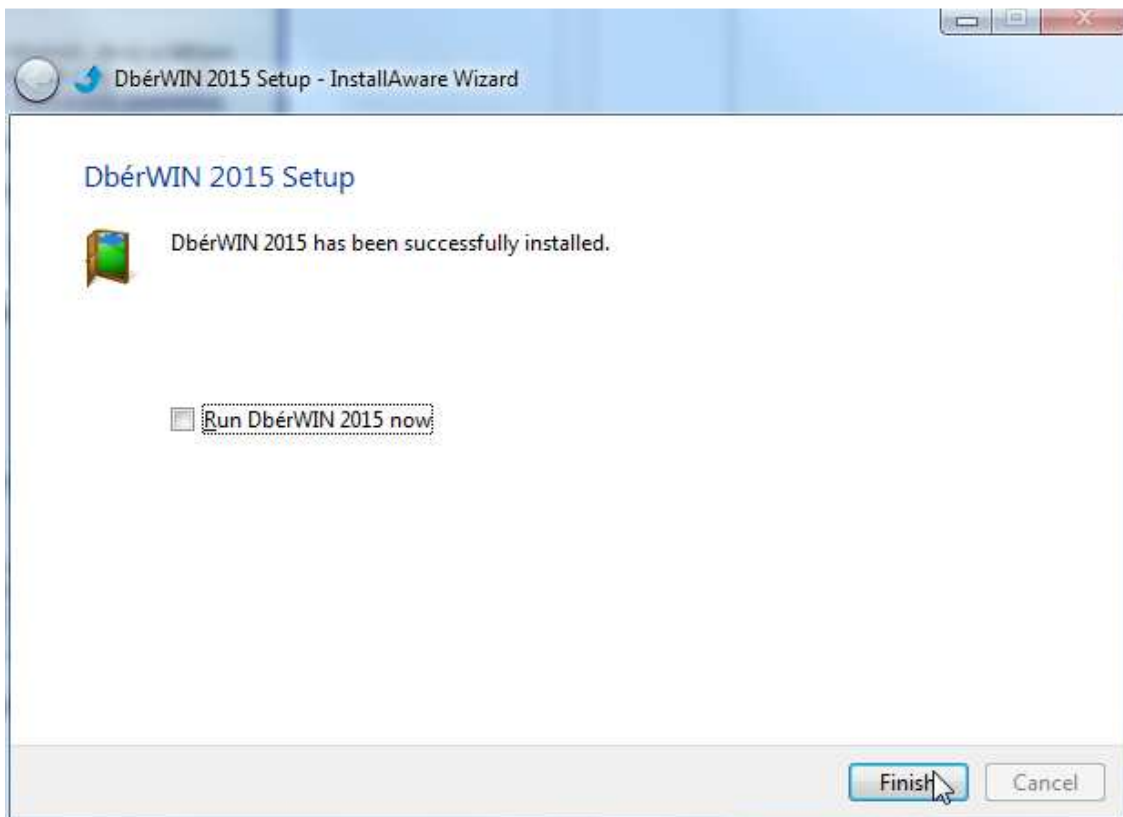 DbérWIN 2015 Setup - InstallAware Wizard
DbérWIN 2015 Setup
DbérWIN 2015 has been successfully installed.
Run DbérWIN 2015 now
Finish
Cancel